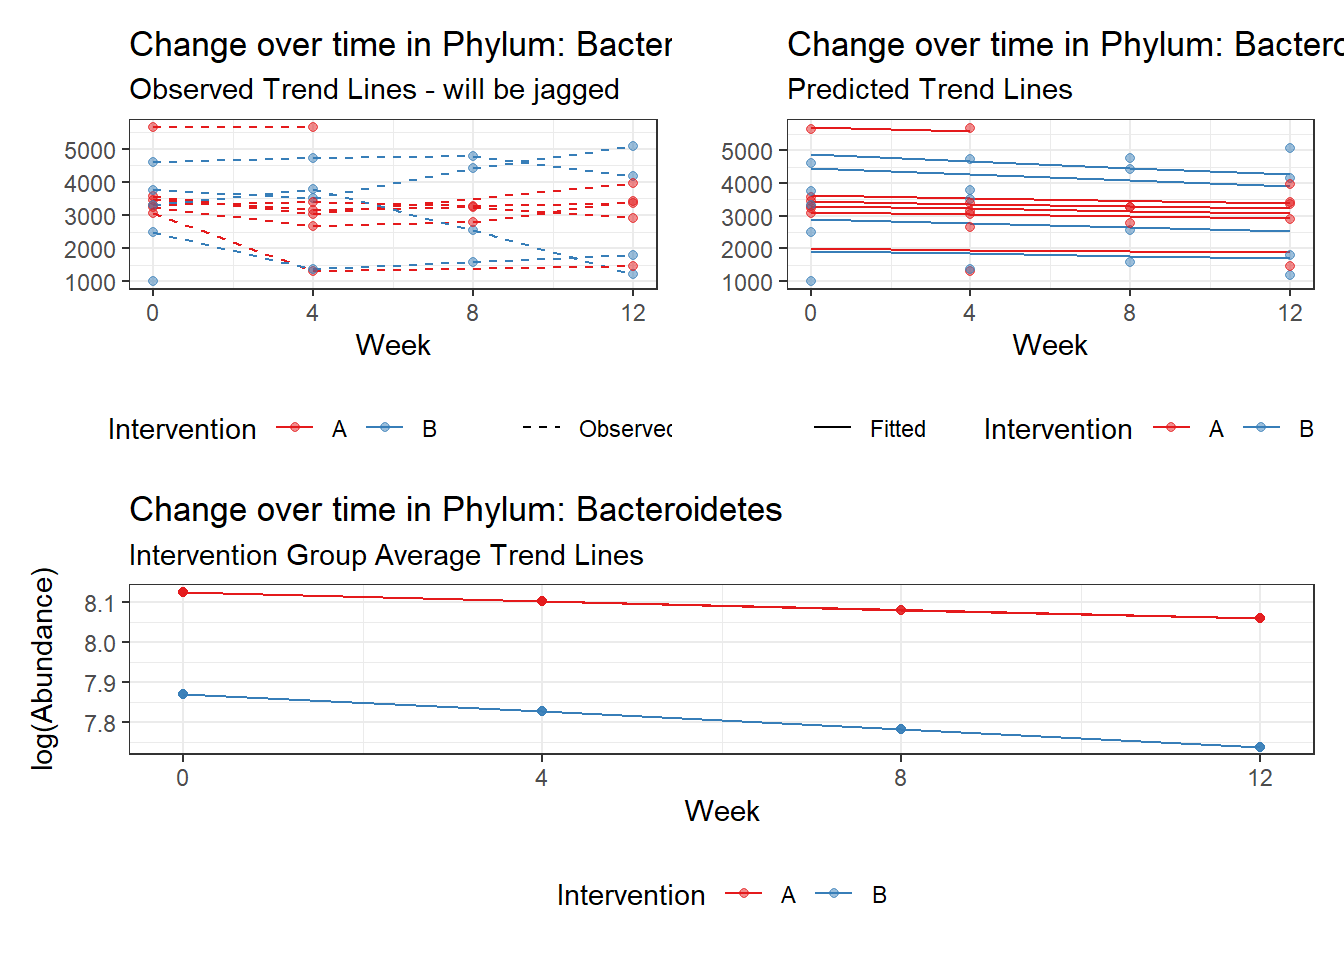 Change over time in Phylum: Bacter
Observed Trend Lines - will be jagged
5000
4000
3000
2000
1000
0 4 8 12
Week
Intervention A B Observed
Change over time in Phylum: Bactero
Predicted Trend Lines
5000
4000
3000
2000
1000
0 4 8 12
Week
Fitted Intervention A B
Change over time in Phylum: Bacteroidetes
Intervention Group Average Trend Lines
log(Abundance)
8.1
8.0
7.9
7.8
0 4 8 12
Week
Intervention A B